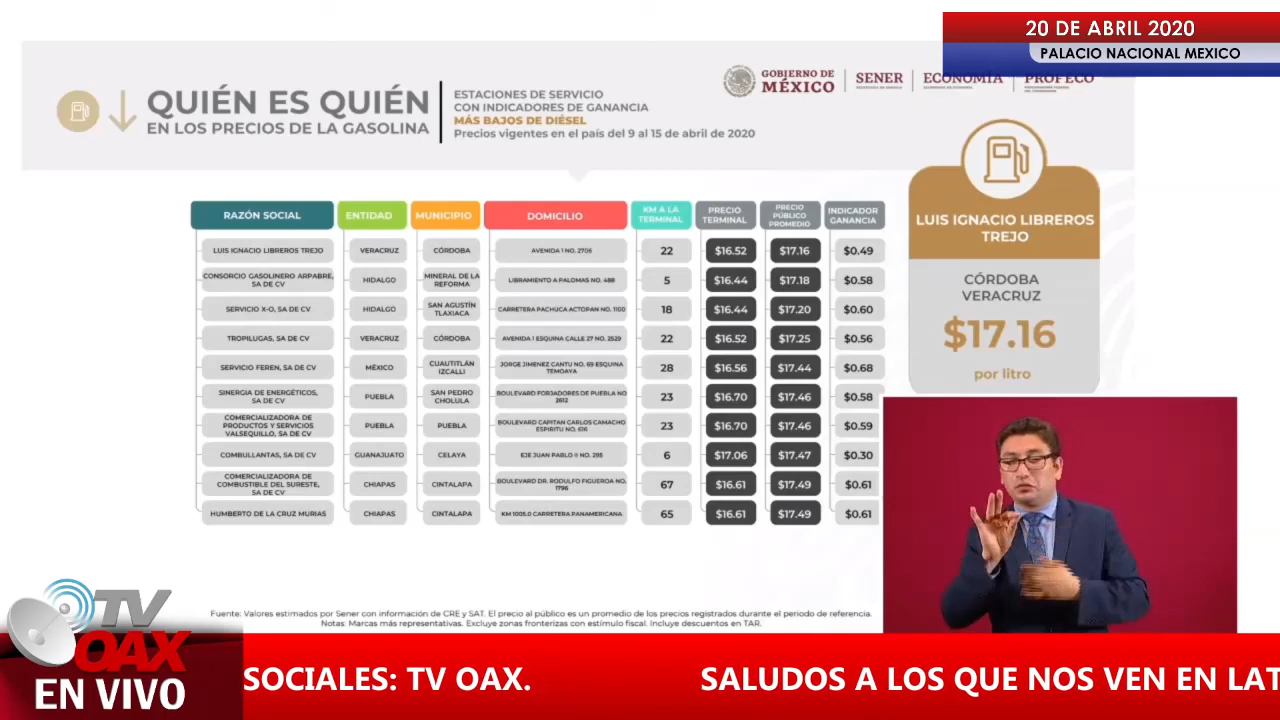 20 DE ABRIL 2020
PALACIO NACIONAL MEXICO
QUIÉN ES QUIÉN
EN LOS PRECIOS DE LA GASOLINA
ESTACIONES DE SERVICIO
CON INDICADORES DE GANANCIA
MÁS BAJOS DE DIÉSEL
Precios vigentes en el país del 9 al 15 de abril de 2020
GOBIERNO DE
MÉXICO
SENER
ECONOMÍA
PROFECO
LUIS IGNACIO LIBREROS
TREJO
CÓRDOBA
VERACRUZ
$17.16
por litro
RAZÓN SOCIAL ENTIDAD MUNICIPIO DOMICILIO KM A LA TERMINAL PRECIO TERMINAL PRECIO PÚBLICO PROMEDIO INDICADOR GANANCIA
LUIS IGNACIO LIBREROS TREJO VERACRUZ CÓRDOBA AVENIDA 1 NO. 2706 22 $16.52 $17.16 $0.49
CONSORCIO GASOLINERO ARPABRE, SA DE CV HIDALGO MINERAL DE LA REFORMA LIBRAMIENTO A PALOMAS NO. 488 5 $16.44 $17.18 $0.58
SERVICIO X-O, SA DE CV HIDALGO SAN AGUSTÍN TLAXIACA CARRETERA PACHUCA ACTOPAN NO. 1100 18 $16.44 $17.20 $0.60
TROPILUGAS, SA DE CV VERACRUZ CÓRDOBA AVENIDA 1 ESQUINA CALLE 27 NO. 2529 22 $16.52 $17.25 $0.56
SERVICIO FEREN, SA DE CV MÉXICO CUAUTITLÁN IZCALLI JORGE JIMENEZ CANTU NO. 69 ESQUINA TEMOAYA 28 $16.56 $17.44 $0.68
SINERGIA DE ENERGÉTICOS, SA DE CV PUEBLA SAN PEDRO CHOLULA BOULEVARD FORJADORES DE PUEBLA NO 2612 23 $16.70 $17.46 $0.58
COMERCIALIZADORA DE PRODUCTOS Y SERVICIOS VALSEQUILLO, SA DE CV PUEBLA PUEBLA BOULEVARD CAPITAN CARLOS CAMACHO ESPIRITU NO. 616 23 $16.70 $17.46 $0.59
COMBULLANTAS, SA DE CV GUANAJUATO CELAYA EJE JUAN PABLO II NO. 295 6 $17.06 $17.47 $0.30
COMERCIALIZADORA DE COMBUSTIBLE DEL SURESTE, SA DE CV CHIAPAS CINTALAPA BOULEVARD DR. RODOLFO FIGUEROA NO. 1796 67 $16.61 $17.49 $0.61
HUMBERTO DE LA CRUZ MURIAS CHIAPAS CINTALAPA KM 1005.0 CARRETERA PANAMERICANA 65 $16.61 $17.49 $0.61
Fuente: Valores estimados por Sener con información de CRE y SAT. El precio al público es un promedio de los precios registrados durante el periodo de referencia.
Notas: Marcas más representativas. Excluye zonas fronterizas con estímulo fiscal. Incluye descuentos en TAR.
TV
OAX
EN VIVO
SOCIALES: TV OAX. SALUDOS A LOS QUE NOS VEN EN LAT